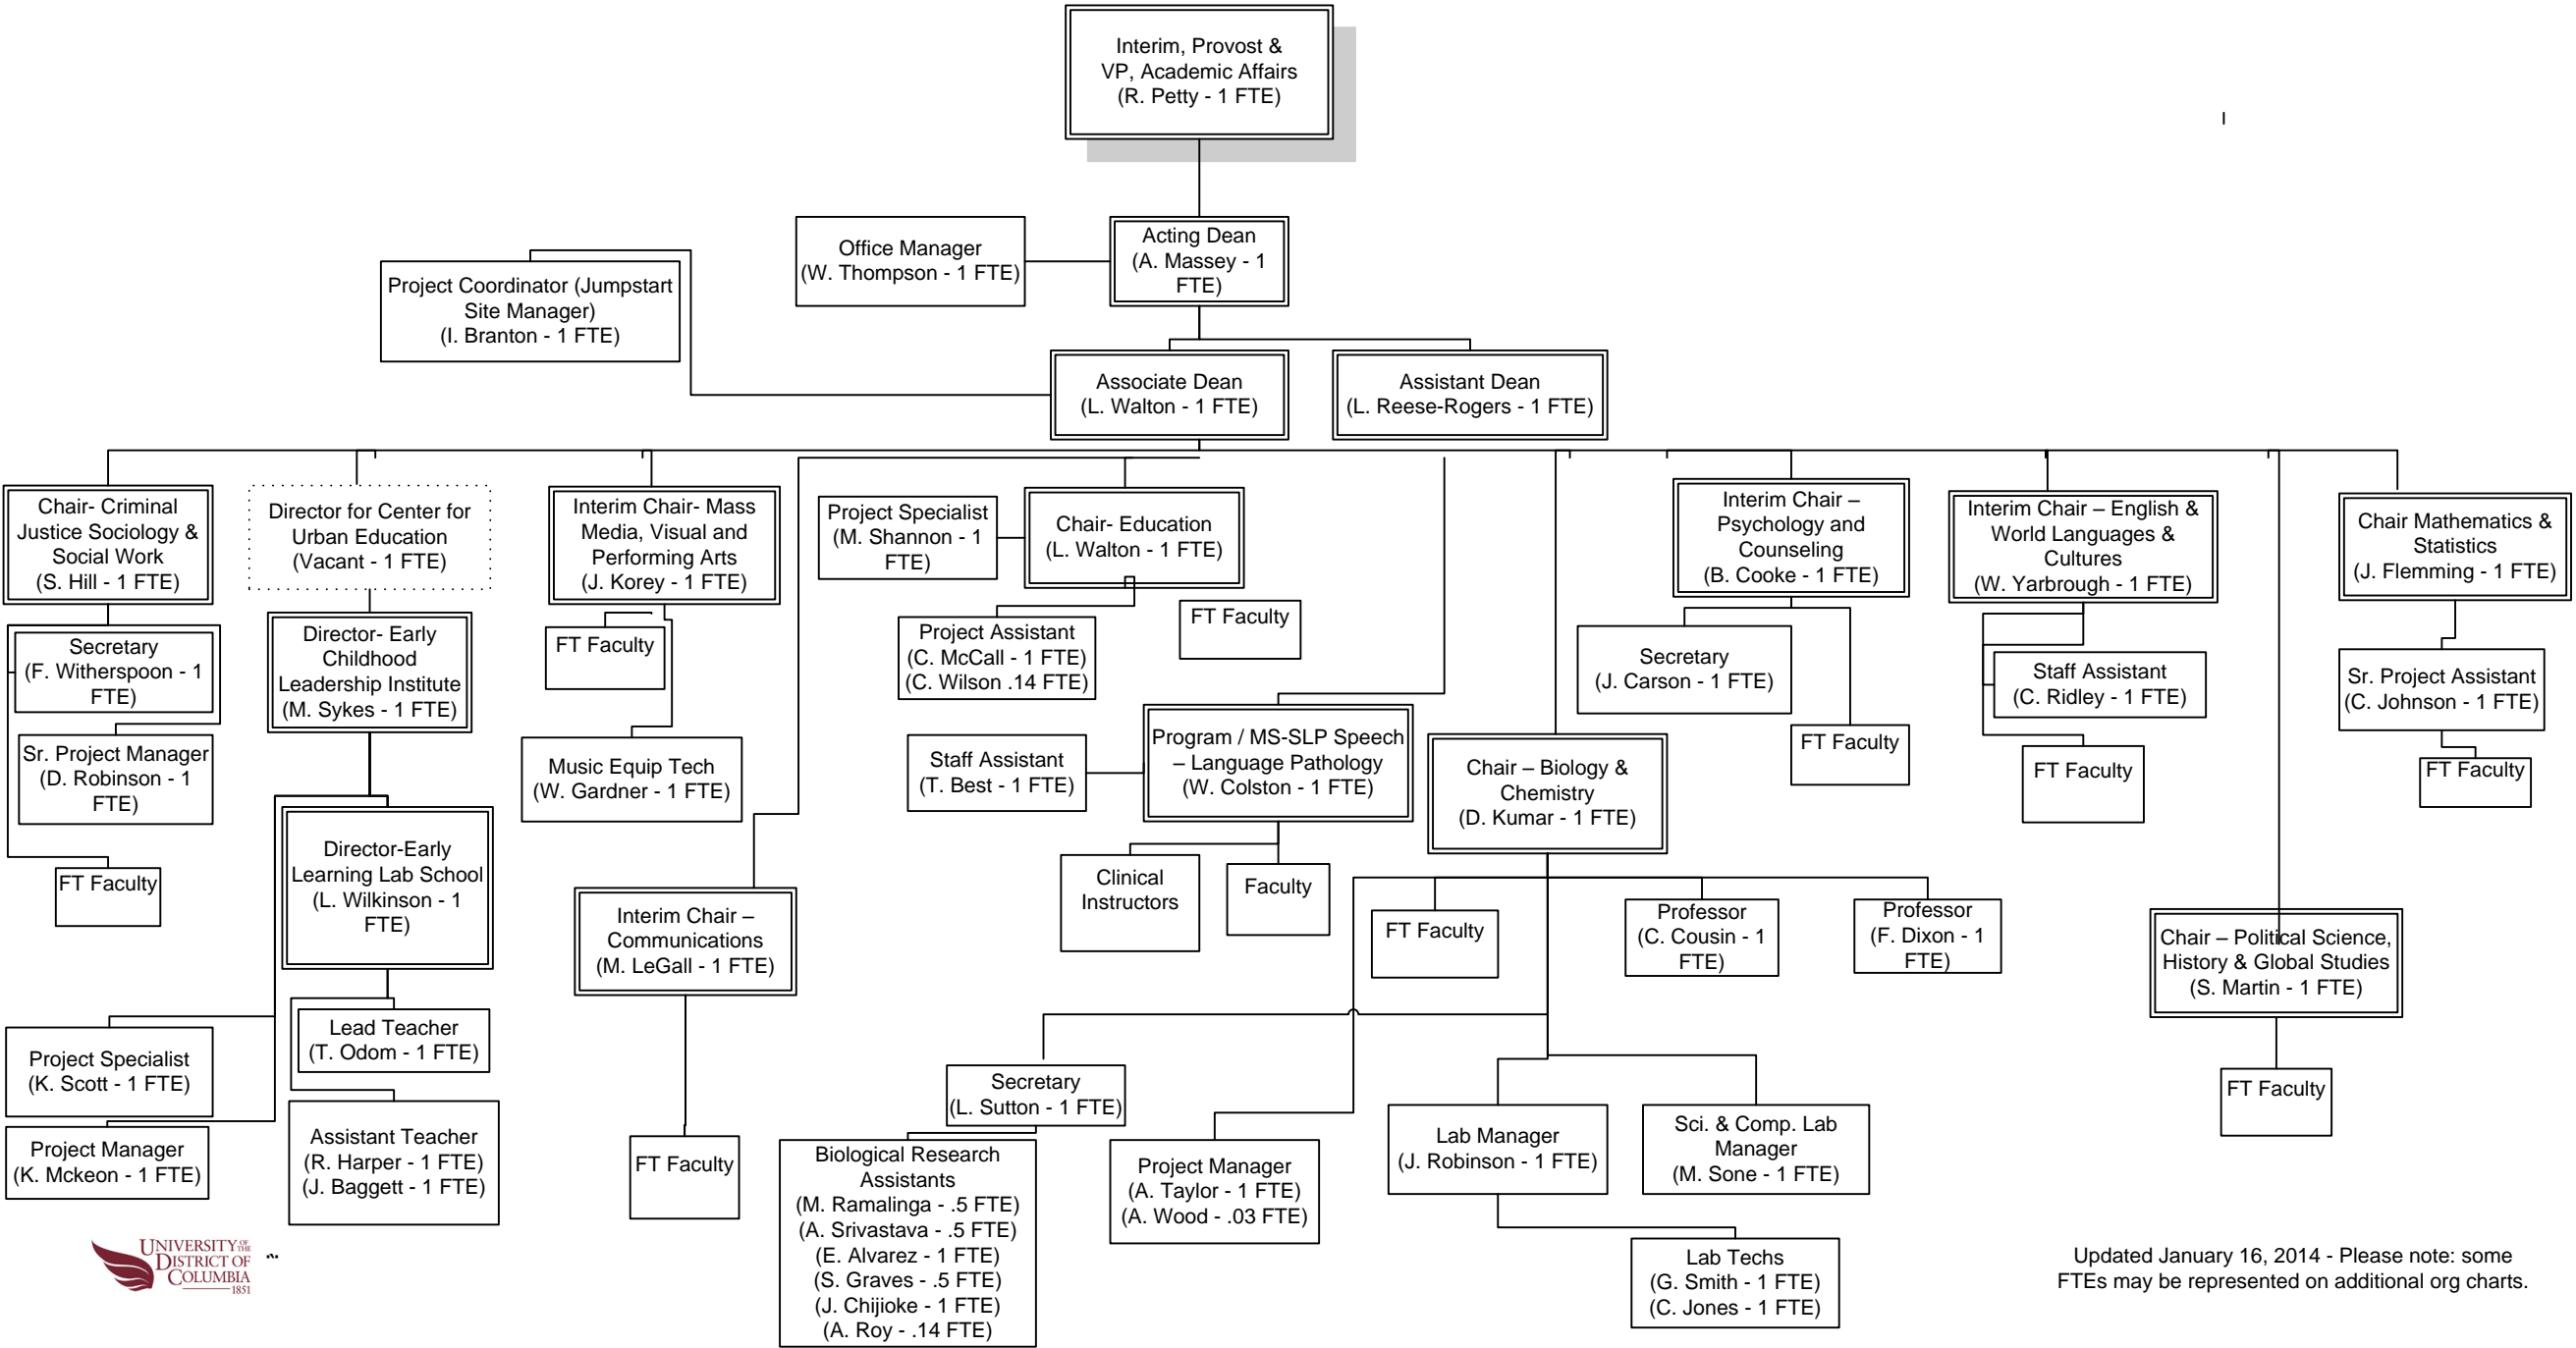 Interim, Provost &
VP, Academic Affairs
(R. Petty - 1 FTE)
Office Manager
(W. Thompson - 1 FTE)
Acting Dean
(A. Massey - 1
FTE)
Project Coordinator (Jumpstart
Site Manager)
(I. Branton - 1 FTE)
Associate Dean
(L. Walton - 1 FTE)
Assistant Dean
(L. Reese-Rogers - 1 FTE)
Chair- Criminal
Justice Sociology &
Social Work
(S. Hill - 1 FTE)
Secretary
(F. Witherspoon - 1
FTE)
Sr. Project Manager
(D. Robinson - 1
FTE)
FT Faculty
Director for Center for
Urban Education
(Vacant - 1 FTE)
Director- Early
Childhood
Leadership Institute
(M. Sykes - 1 FTE)
Director-Early
Learning Lab School
(L. Wilkinson - 1
FTE)
Lead Teacher
(T. Odom - 1 FTE)
Assistant Teacher
(R. Harper - 1 FTE)
(J. Baggett - 1 FTE)
Project Specialist
(K. Scott - 1 FTE)
Project Manager
(K. Mckeon - 1 FTE)
Interim Chair- Mass
Media, Visual and
Performing Arts
(J. Korey - 1 FTE)
FT Faculty
Music Equip Tech
(W. Gardner - 1 FTE)
Interim Chair –
Communications
(M. LeGall - 1 FTE)
FT Faculty
Project Specialist
(M. Shannon - 1
FTE)
Chair- Education
(L. Walton - 1 FTE)
Project Assistant
(C. McCall - 1 FTE)
(C. Wilson .14 FTE)
FT Faculty
Staff Assistant
(T. Best - 1 FTE)
Program / MS-SLP Speech
– Language Pathology
(W. Colston - 1 FTE)
Clinical
Instructors
Faculty
Chair – Biology &
Chemistry
(D. Kumar - 1 FTE)
FT Faculty
Professor
(C. Cousin - 1
FTE)
Professor
(F. Dixon - 1
FTE)
Secretary
(L. Sutton - 1 FTE)
Biological Research
Assistants
(M. Ramalinga - .5 FTE)
(A. Srivastava - .5 FTE)
(E. Alvarez - 1 FTE)
(S. Graves - .5 FTE)
(J. Chijioke - 1 FTE)
(A. Roy - .14 FTE)
Project Manager
(A. Taylor - 1 FTE)
(A. Wood - .03 FTE)
Lab Manager
(J. Robinson - 1 FTE)
Sci. & Comp. Lab
Manager
(M. Sone - 1 FTE)
Lab Techs
(G. Smith - 1 FTE)
(C. Jones - 1 FTE)
Interim Chair –
Psychology and
Counseling
(B. Cooke - 1 FTE)
Secretary
(J. Carson - 1 FTE)
FT Faculty
Interim Chair – English &
World Languages &
Cultures
(W. Yarbrough - 1 FTE)
Staff Assistant
(C. Ridley - 1 FTE)
FT Faculty
Chair Mathematics &
Statistics
(J. Flemming - 1 FTE)
Sr. Project Assistant
(C. Johnson - 1 FTE)
FT Faculty
Chair – Political Science,
History & Global Studies
(S. Martin - 1 FTE)
FT Faculty
UNIVERSITY OF THE
DISTRICT OF
COLUMBIA
1851
Updated January 16, 2014 - Please note: some
FTEs may be represented on additional org charts.